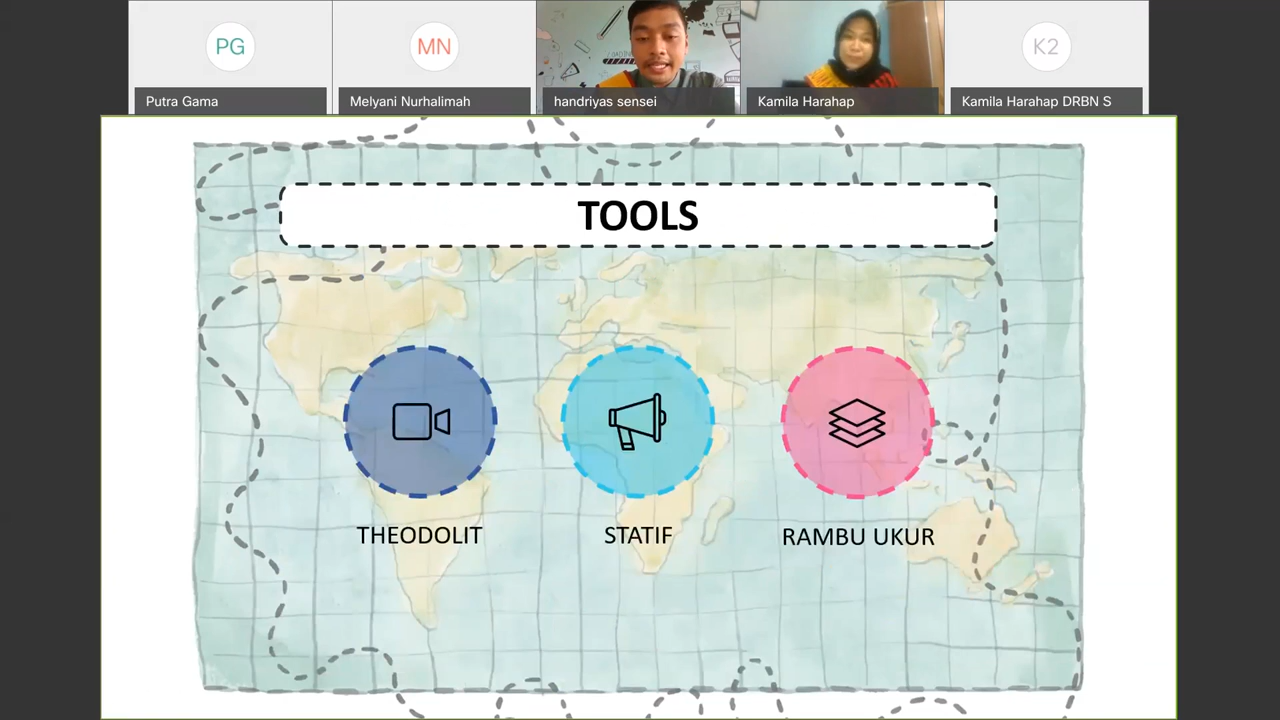 PG
MN
K2
Putra Gama
Melyani Nurhalimah
handriyas sensei
Kamila Harahap
Kamila Harahap DRBN S
TOOLS
THEODOLIT
STATIF
RAMBU UKUR